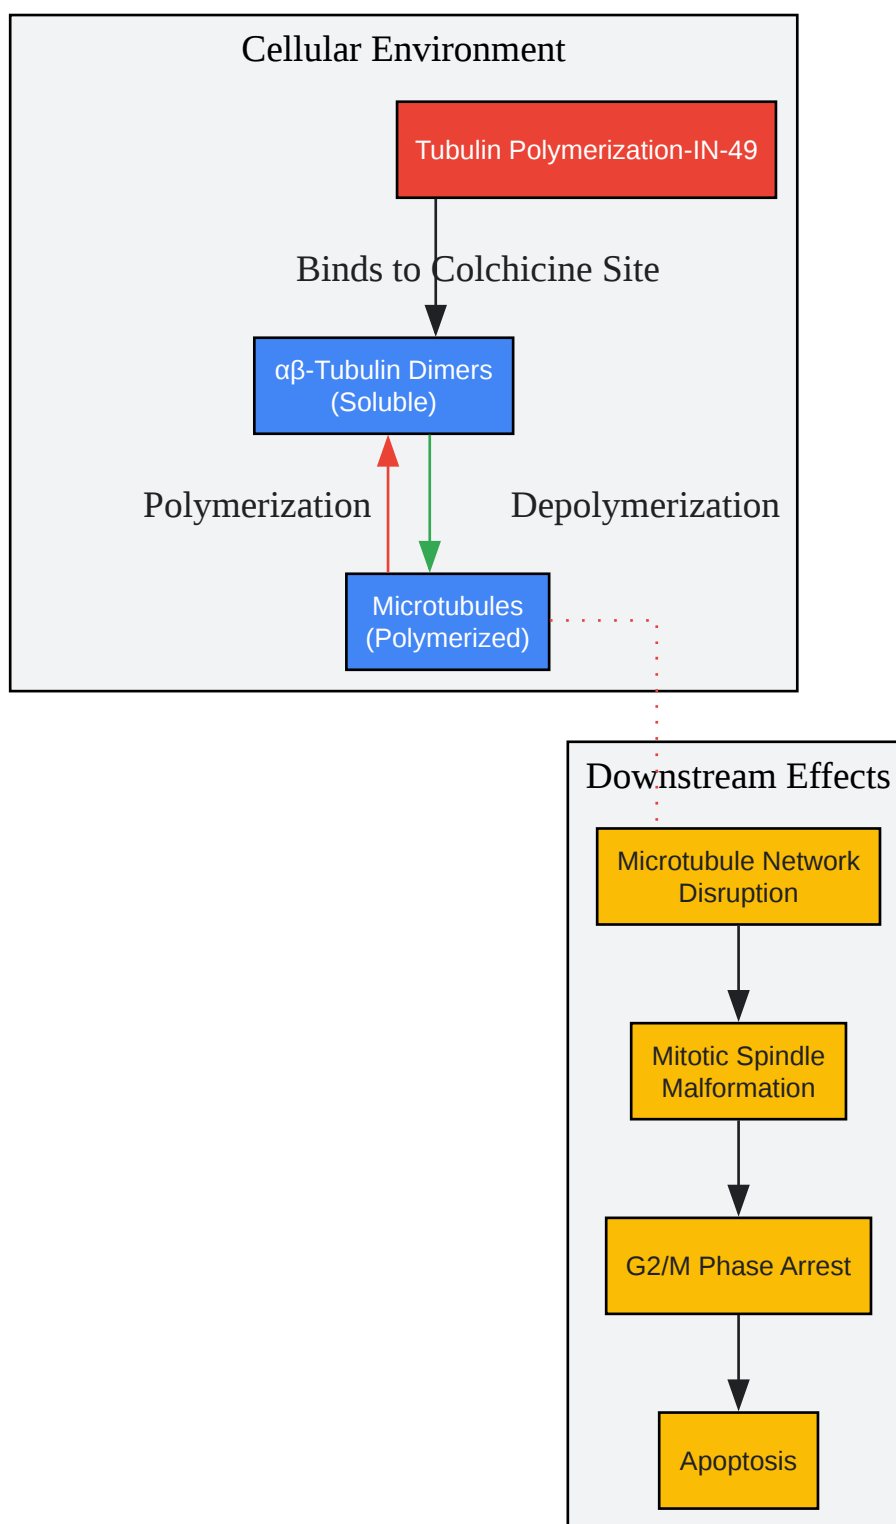 Cellular Environment
Tubulin Polymerization-IN-49
Binds to Colchicine Site
αβ-Tubulin Dimers
(Soluble)
Polymerization
Depolymerization
Microtubules
(Polymerized)
Downstream Effects
Microtubule Network
Disruption
Mitotic Spindle
Malformation
G2/M Phase Arrest
Apoptosis